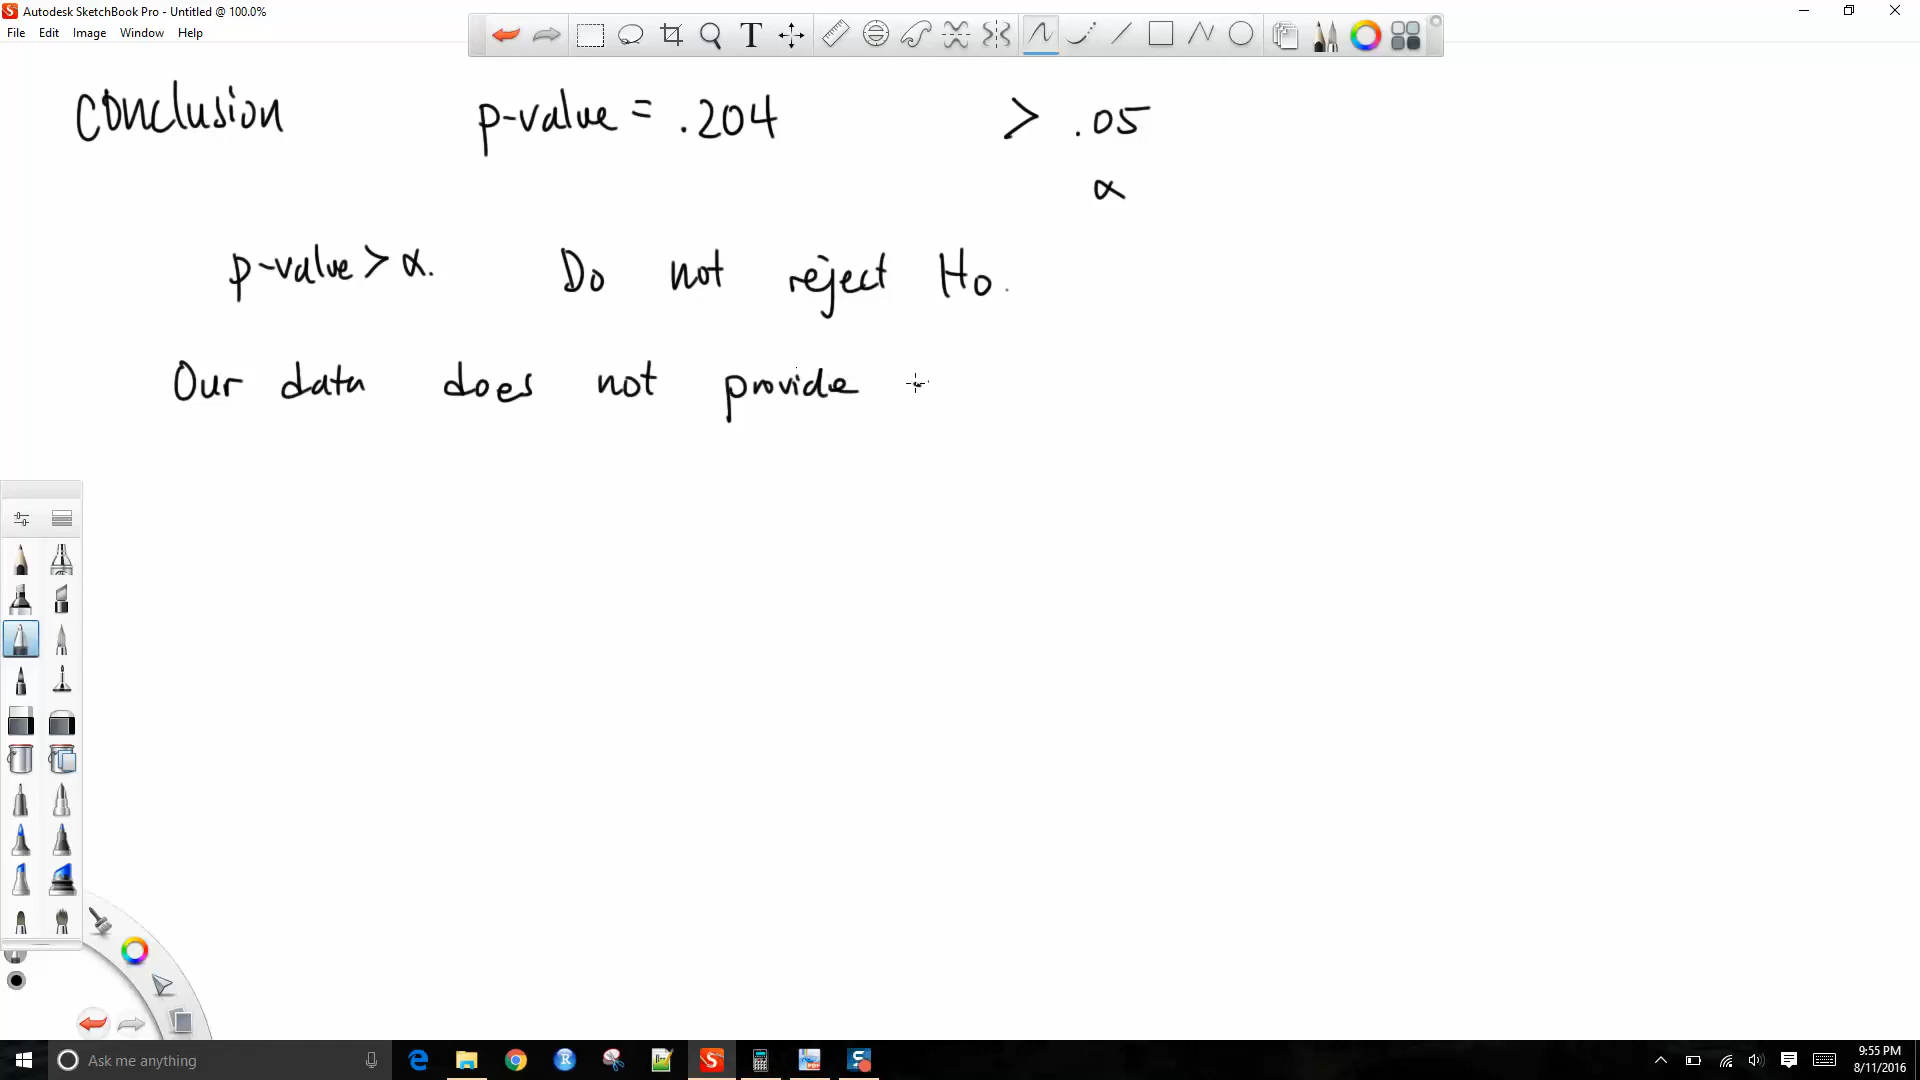 Autodesk SketchBook Pro - Untitled @ 100.0%
File Edit Image Window Help
Conclusion p-value = .204 > .05
α
p-value > α. Do not reject Ho.
Our data does not provide
Ask me anything
9:55 PM
8/11/2016